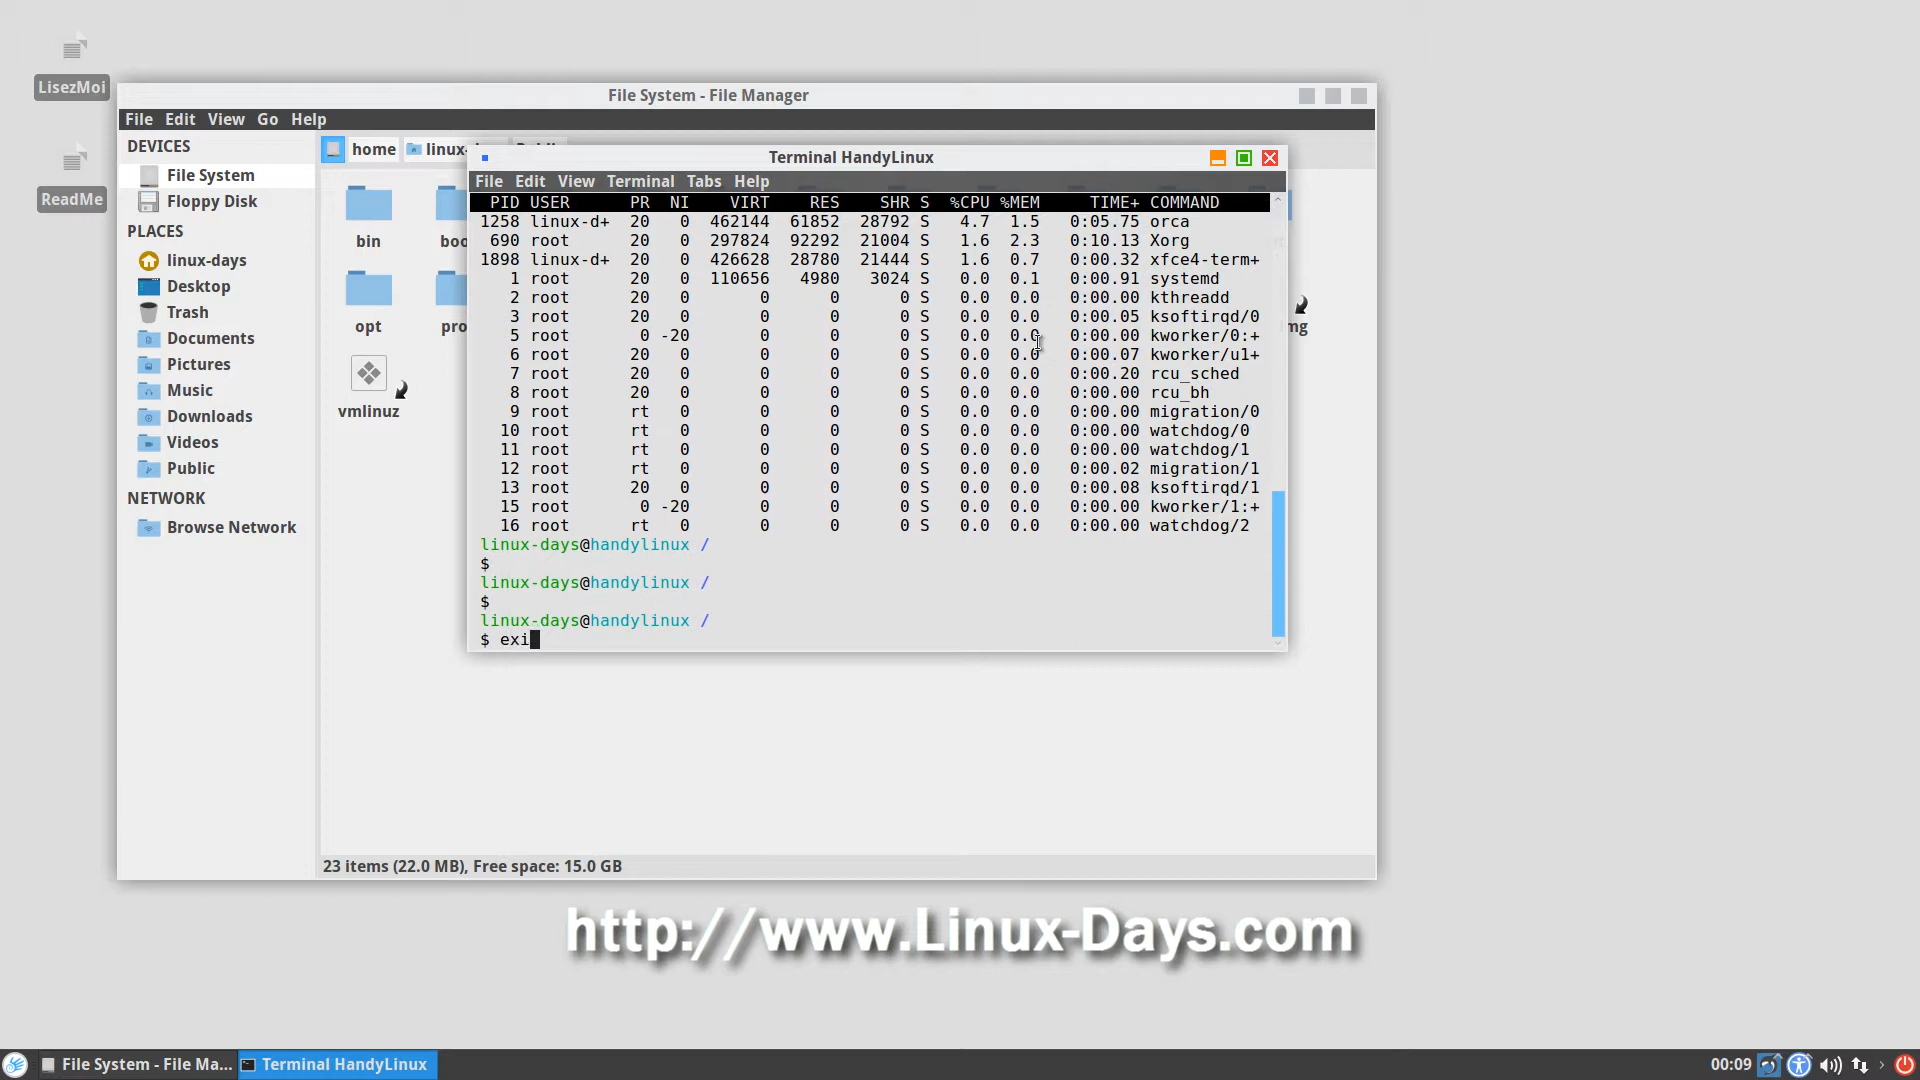 LisezMoi
ReadMe
File System - File Manager
File Edit View Go Help
DEVICES
File System
Floppy Disk
PLACES
linux-days
Desktop
Trash
Documents
Pictures
Music
Downloads
Videos
Public
NETWORK
Browse Network
home
bin
opt
vmlinuz
23 items (22.0 MB), Free space: 15.0 GB
Terminal HandyLinux
File Edit View Terminal Tabs Help
PID USER PR NI VIRT RES SHR S %CPU %MEM TIME+ COMMAND
1258 linux-d+ 20 0 462144 61852 28792 S 4.7 1.5 0:05.75 orca
690 root 20 0 297824 92292 21004 S 1.6 2.3 0:10.13 Xorg
1898 linux-d+ 20 0 426628 28780 21444 S 1.6 0.7 0:00.32 xfce4-term+
1 root 20 0 110656 4980 3024 S 0.0 0.1 0:00.91 systemd
2 root 20 0 0 0 0 S 0.0 0.0 0:00.00 kthreadd
3 root 20 0 0 0 0 S 0.0 0.0 0:00.05 ksoftirqd/0
5 root 0 -20 0 0 0 S 0.0 0.0 0:00.00 kworker/0:+
6 root 20 0 0 0 0 S 0.0 0.0 0:00.07 kworker/u1+
7 root 20 0 0 0 0 S 0.0 0.0 0:00.20 rcu_sched
8 root 20 0 0 0 0 S 0.0 0.0 0:00.00 rcu_bh
9 root rt 0 0 0 0 S 0.0 0.0 0:00.00 migration/0
10 root rt 0 0 0 0 S 0.0 0.0 0:00.00 watchdog/0
11 root rt 0 0 0 0 S 0.0 0.0 0:00.00 watchdog/1
12 root rt 0 0 0 0 S 0.0 0.0 0:00.02 migration/1
13 root 20 0 0 0 0 S 0.0 0.0 0:00.08 ksoftirqd/1
15 root 0 -20 0 0 0 S 0.0 0.0 0:00.00 kworker/1:+
16 root rt 0 0 0 0 S 0.0 0.0 0:00.00 watchdog/2
linux-days@handylinux /
$
linux-days@handylinux /
$
linux-days@handylinux /
$ exi
http://www.Linux-Days.com
File System - File Ma...
Terminal HandyLinux
00:09